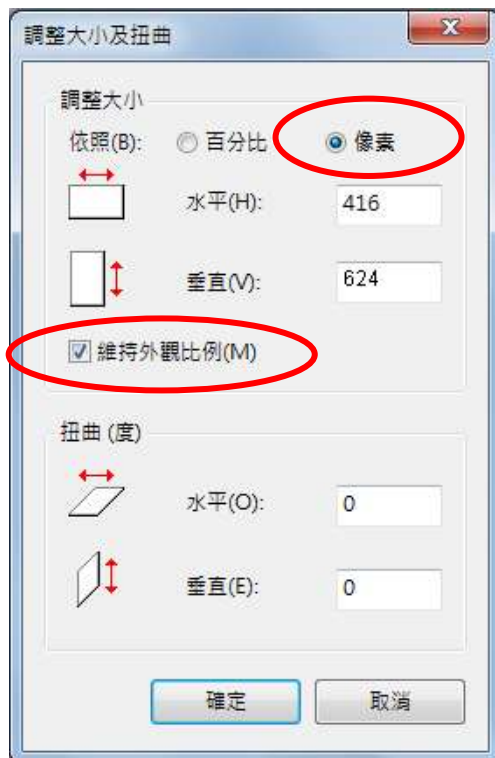 調整大小及扭曲
調整大小
依照(B): 百分比 像素
水平(H): 416
垂直(V): 624
維持外觀比例(M)
扭曲 (度)
水平(O): 0
垂直(E): 0
確定 取消